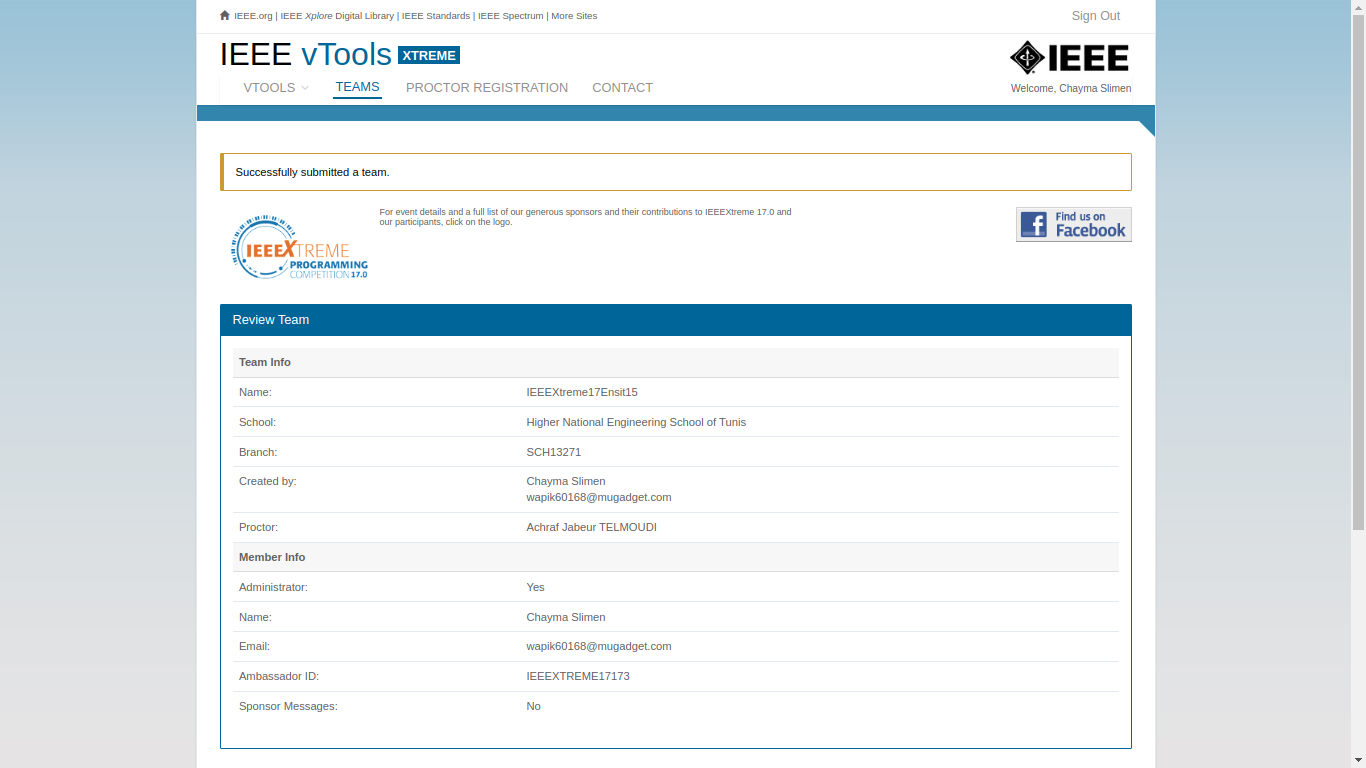 IEEE.org | IEEE Xplore Digital Library | IEEE Standards | IEEE Spectrum | More Sites
Sign Out
IEEE vTools XTREME
IEEE
VTOOLS
TEAMS
PROCTOR REGISTRATION
CONTACT
Welcome, Chayma Slimen
Successfully submitted a team.
IEEEXTREME
PROGRAMMING
COMPETITION 17.0
For event details and a full list of our generous sponsors and their contributions to IEEEXtreme 17.0 and
our participants, click on the logo.
Find us on
Facebook
Review Team
Team Info
Name: IEEEXtreme17Ensit15
School: Higher National Engineering School of Tunis
Branch: SCH13271
Created by: Chayma Slimen
wapik60168@mugadget.com
Proctor: Achraf Jabeur TELMOUDI
Member Info
Administrator: Yes
Name: Chayma Slimen
Email: wapik60168@mugadget.com
Ambassador ID: IEEEXTREME17173
Sponsor Messages: No